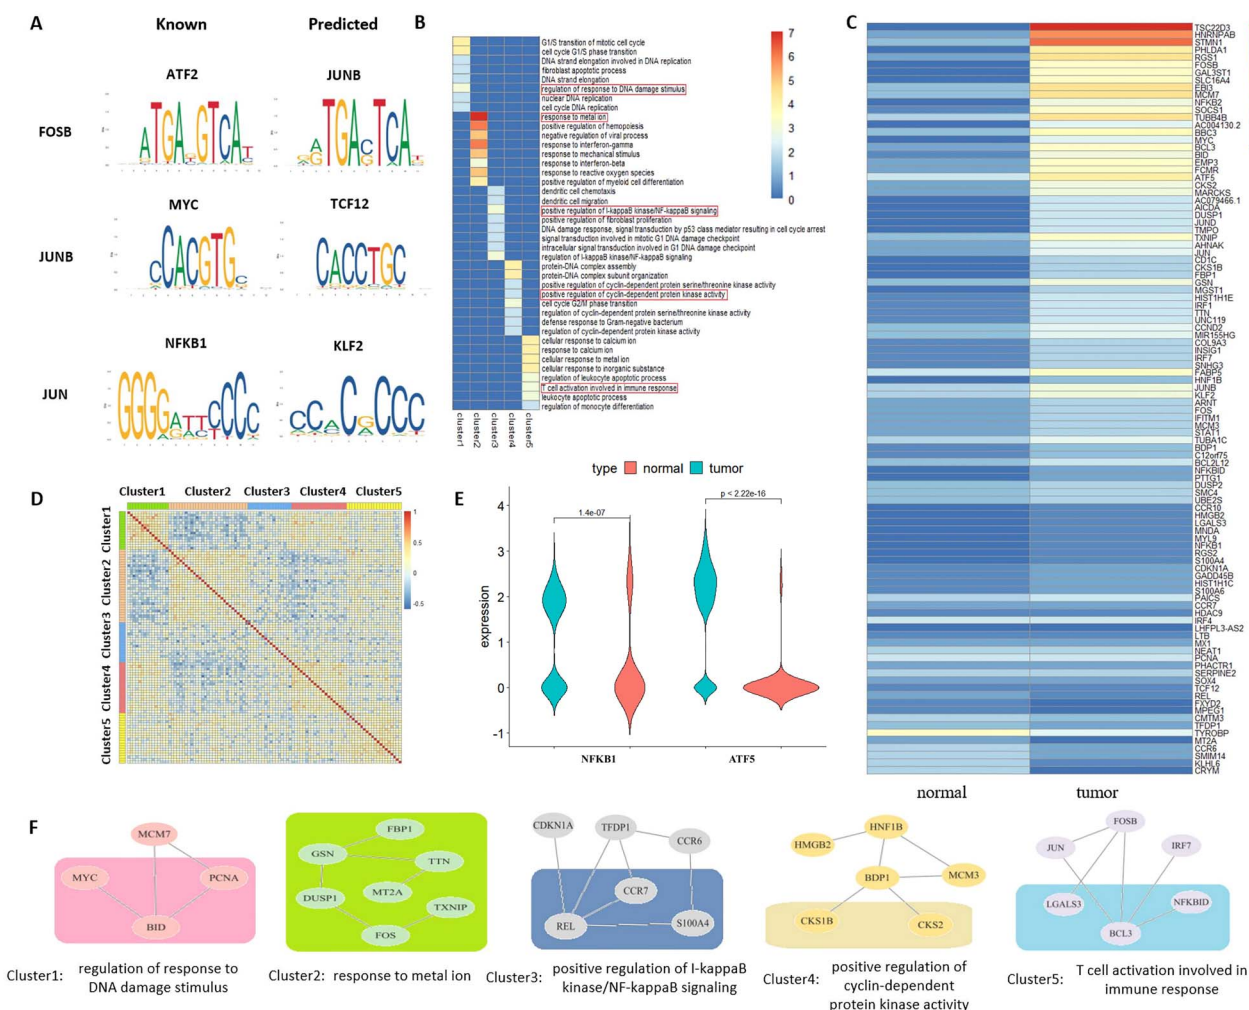 A
Known
Predicted
ATF2
JUNB
FOSB
MYC
TCF12
JUNB
NFKB1
KLF2
JUN
B
G1/S transition of mitotic cell cycle
cell cycle G1/S phase transition
DNA strand elongation involved in DNA replication
fibroblast apoptotic process
DNA strand elongation
regulation of response to DNA damage stimulus
nuclear DNA replication
cell cycle DNA replication
response to metal ion
positive regulation of hemopoiesis
negative regulation of viral process
response to interferon-gamma
response to mechanical stimulus
response to interferon-beta
response to reactive oxygen species
positive regulation of myeloid cell differentiation
dendritic cell chemotaxis
dendritic cell migration
positive regulation of I-kappaB kinase/NF-kappaB signaling
positive regulation of fibroblast proliferation
DNA damage response, signal transduction by p53 class mediator resulting in cell cycle arrest
signal transduction involved in mitotic G1 DNA damage checkpoint
intracellular signal transduction involved in G1 DNA damage checkpoint
regulation of I-kappaB kinase/NF-kappaB signaling
protein-DNA complex assembly
protein-DNA complex subunit organization
positive regulation of cyclin-dependent protein serine/threonine kinase activity
positive regulation of cyclin-dependent protein kinase activity
cell cycle G2/M phase transition
regulation of cyclin-dependent protein serine/threonine kinase activity
defense response to Gram-negative bacterium
regulation of cyclin-dependent protein kinase activity
cellular response to calcium ion
response to calcium ion
cellular response to metal ion
cellular response to inorganic substance
regulation of leukocyte apoptotic process
T cell activation involved in immune response
leukocyte apoptotic process
regulation of monocyte differentiation
cluster1
cluster2
cluster3
cluster4
cluster5
7
6
5
4
3
2
1
0
C
TSC22D3
HNRNPAB
STMN1
PHLDA1
RGS1
FOSB
GAL3ST1
SLC16A4
EBI3
MCM7
NFKB2
SOCS1
TUBB4B
AC004130.2
BBC3
MYC
BCL3
BID
EMP3
FCMR
ATF5
CKS2
MARCKS
AC079466.1
AICDA
DUSP1
JUND
TMPO
TXNIP
AHNAK
JUN
CD1C
CKS1B
FBP1
GSN
MGST1
HIST1H1E
IRF1
TTN
UNC119
CCND2
MIR155HG
COL9A3
INSIG1
IRF7
SNHG3
FABP5
HNF1B
JUNB
KLF2
ARNT
FOS
IFITM1
MCM3
STAT1
TUBA1C
BDP1
C12orf75
BCL2L12
NFKBID
PTTG1
DUSP2
SMC4
UBE2S
CCR10
HMGB2
LGALS3
MNDA
MYL9
NFKB1
RGS2
S100A4
CDKN1A
GADD45B
HIST1H1C
S100A6
PAICS
CCR7
HDAC9
IRF4
LHFPL3-AS2
LTB
MX1
NEAT1
PCNA
PHACTR1
SERPINE2
SOX4
TCF12
REL
FXYD2
MPEG1
CMTM3
TFDP1
TYROBP
MT2A
CCR6
SMIM14
KLHL6
CRYM
normal
tumor
D
Cluster1 Cluster2 Cluster3 Cluster4 Cluster5
Cluster1
Cluster2
Cluster3
Cluster4
Cluster5
1
0.5
0
-0.5
E
type normal tumor
1.4e-07
p < 2.22e-16
expression
4
3
2
1
0
-1
NFKB1
ATF5
F
MCM7
MYC
PCNA
BID
Cluster1: regulation of response to
DNA damage stimulus
FBP1
GSN
TTN
MT2A
DUSP1
TXNIP
FOS
Cluster2: response to metal ion
CDKN1A
TFDP1
CCR6
CCR7
REL
S100A4
Cluster3: positive regulation of I-kappaB
kinase/NF-kappaB signaling
HNF1B
HMGB2
BDP1
MCM3
CKS1B
CKS2
Cluster4: positive regulation of
cyclin-dependent
protein kinase activity
FOSB
JUN
IRF7
LGALS3
NFKBID
BCL3
Cluster5: T cell activation involved in
immune response